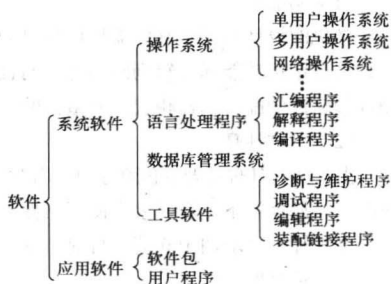 单用户操作系统
操作系统
多用户操作系统
网络操作系统
……
汇编程序
系统软件
语言处理程序
解释程序
编译程序
数据库管理系统
诊断与维护程序
软件
调试程序
工具软件
编辑程序
装配链接程序
应用软件
软件包
用户程序